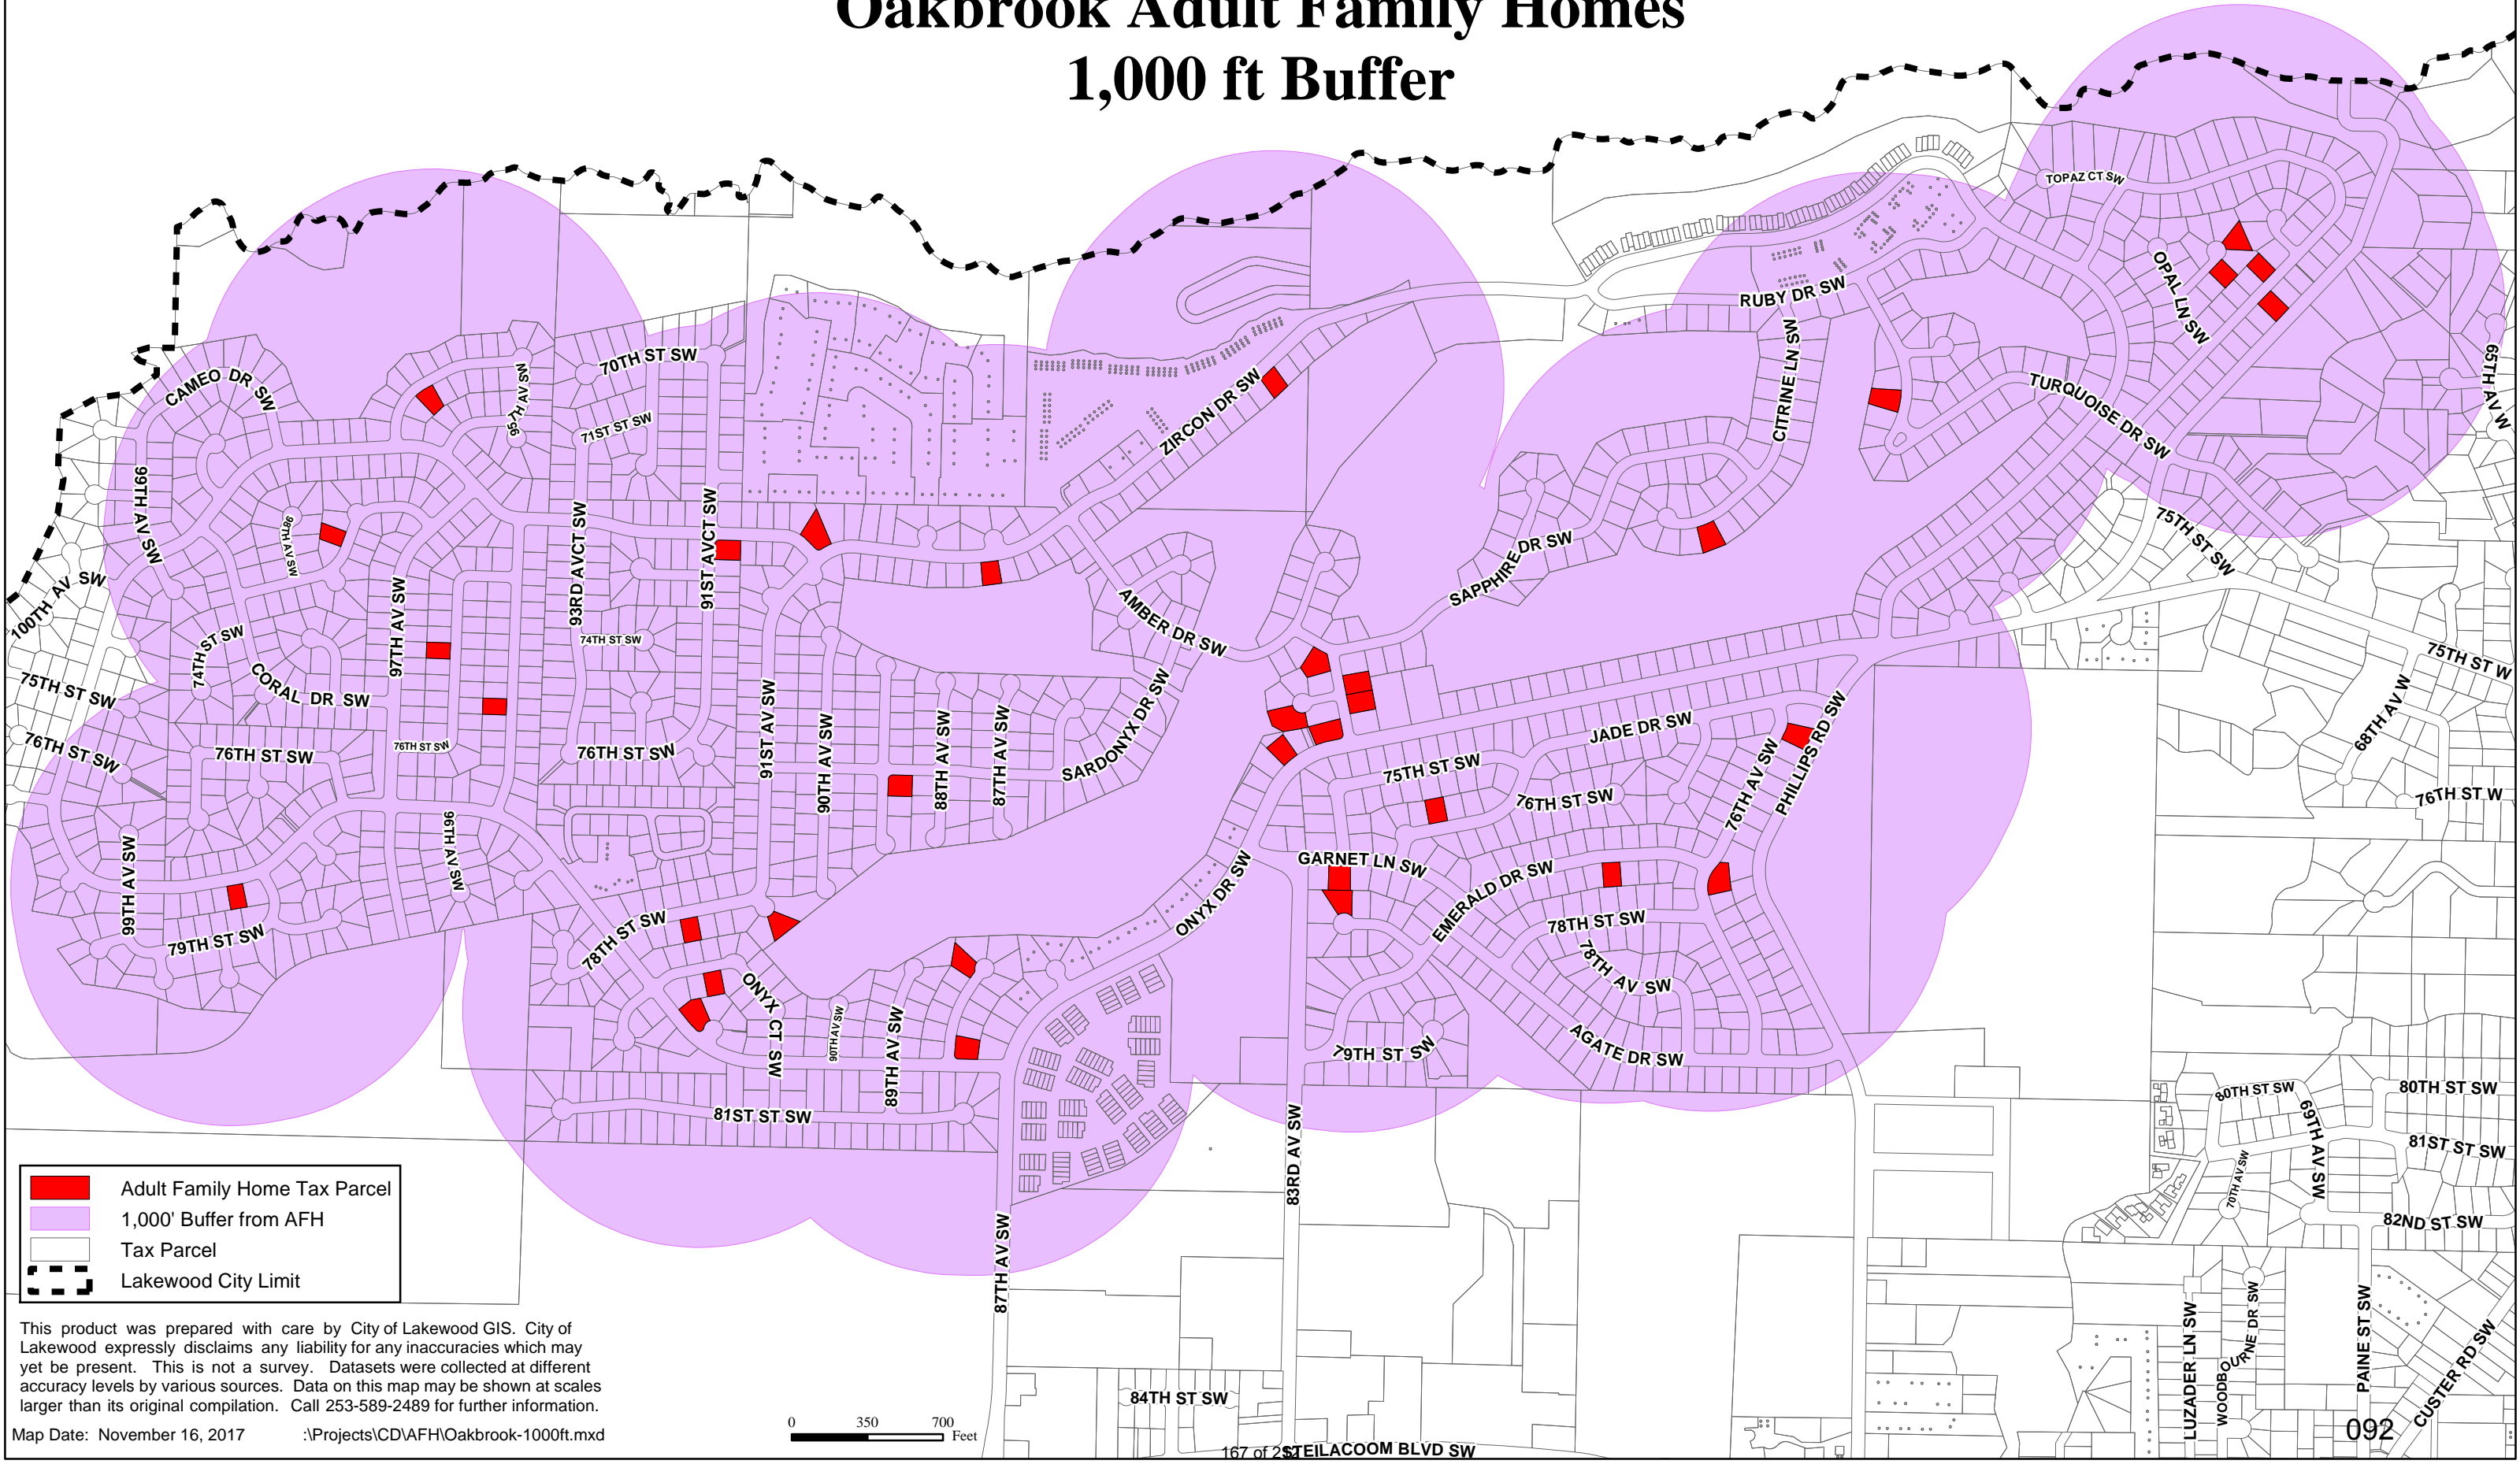 Oakbrook Adult Family Homes
1,000 ft Buffer
TOPAZ CT SW
OPAL LN SW
RUBY DR SW
CITRINE LN SW
TURQUOISE DR SW
65TH AV W
70TH ST SW
CAMEO DR SW
95TH AV SW
71ST ST SW
ZIRCON DR SW
99TH AV SW
98TH AV SW
93RD AVCT SW
91ST AVCT SW
SAPPHIRE DR SW
75TH ST SW
100TH AV SW
97TH AV SW
74TH ST SW
74TH ST SW
AMBER DR SW
CORAL DR SW
75TH ST SW
75TH ST W
76TH ST SW
76TH ST SW
76TH ST SW
76TH ST SW
91ST AV SW
90TH AV SW
88TH AV SW
87TH AV SW
SARDONYX DR SW
JADE DR SW
75TH ST SW
76TH ST SW
76TH AV SW
PHILLIPS RD SW
68TH AV W
76TH ST W
96TH AV SW
99TH AV SW
79TH ST SW
78TH ST SW
ONYX DR SW
GARNET LN SW
EMERALD DR SW
78TH ST SW
78TH AV SW
ONYX CT SW
90TH AV SW
89TH AV SW
79TH ST SW
AGATE DR SW
81ST ST SW
83RD AV SW
87TH AV SW
80TH ST SW
80TH ST SW
69TH AV SW
81ST ST SW
70TH AV SW
82ND ST SW
LUZADER LN SW
WOODBOURNE DR SW
PAINE ST SW
CUSTER RD SW
84TH ST SW
STEILACOOM BLVD SW
Adult Family Home Tax Parcel
1,000' Buffer from AFH
Tax Parcel
Lakewood City Limit
This product was prepared with care by City of Lakewood GIS. City of
Lakewood expressly disclaims any liability for any inaccuracies which may
yet be present. This is not a survey. Datasets were collected at different
accuracy levels by various sources. Data on this map may be shown at scales
larger than its original compilation. Call 253-589-2489 for further information.
Map Date: November 16, 2017 :\Projects\CD\AFH\Oakbrook-1000ft.mxd
0 350 700 Feet
167 of
092